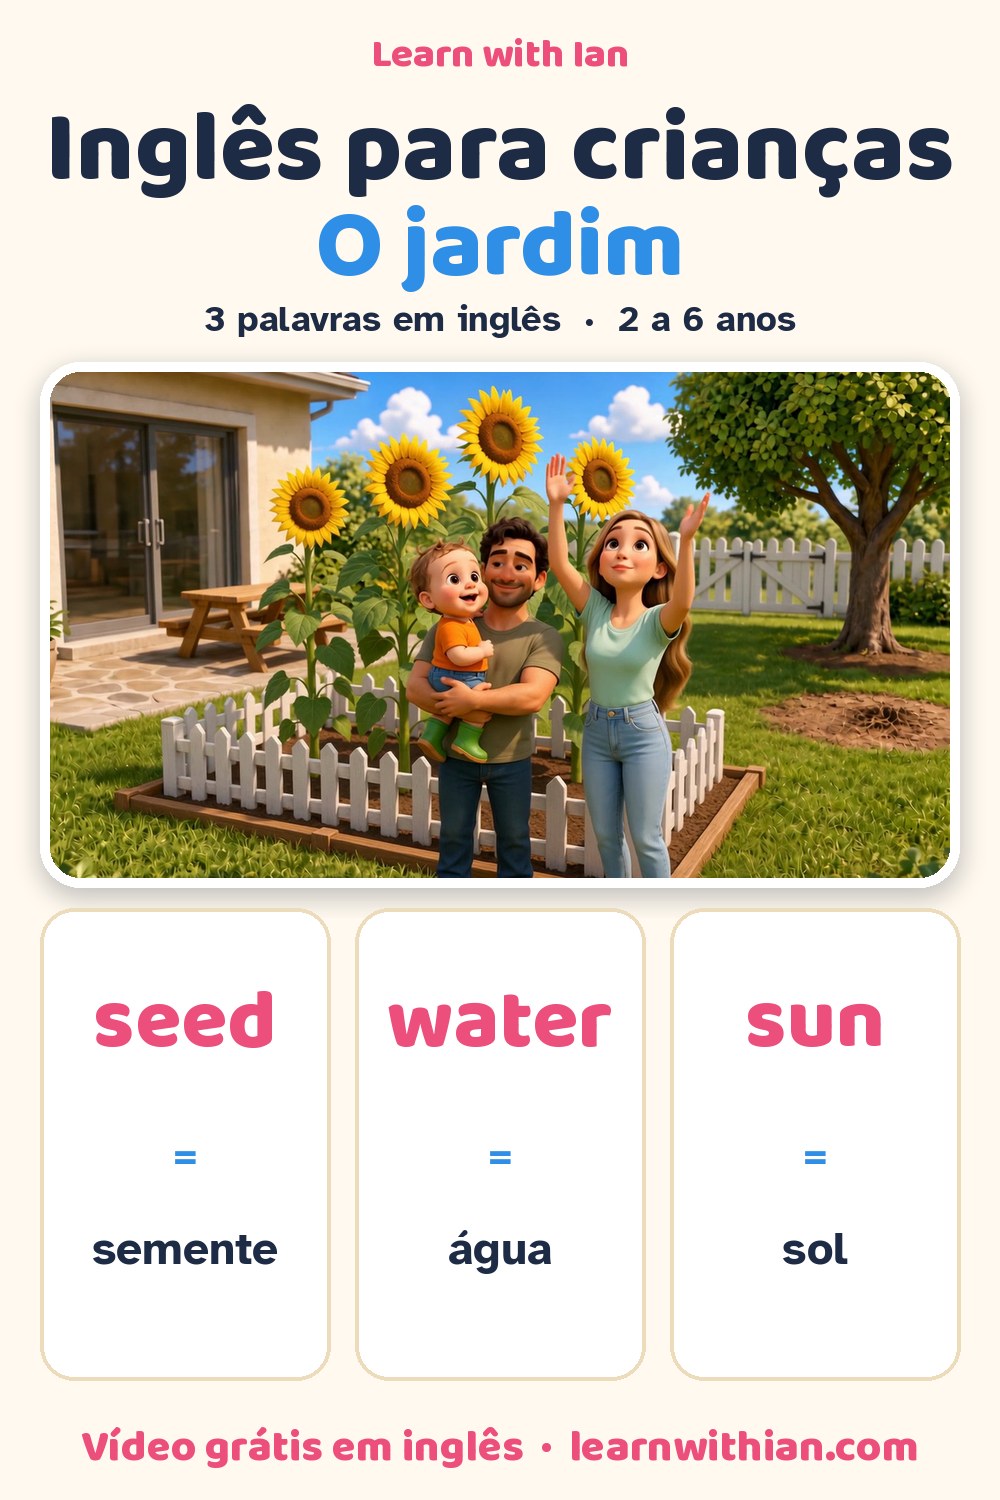 Learn with Ian
Inglês para crianças
O jardim
3 palavras em inglês · 2 a 6 anos
seed
=
semente
water
=
água
sun
=
sol
Vídeo grátis em inglês · learnwithian.com